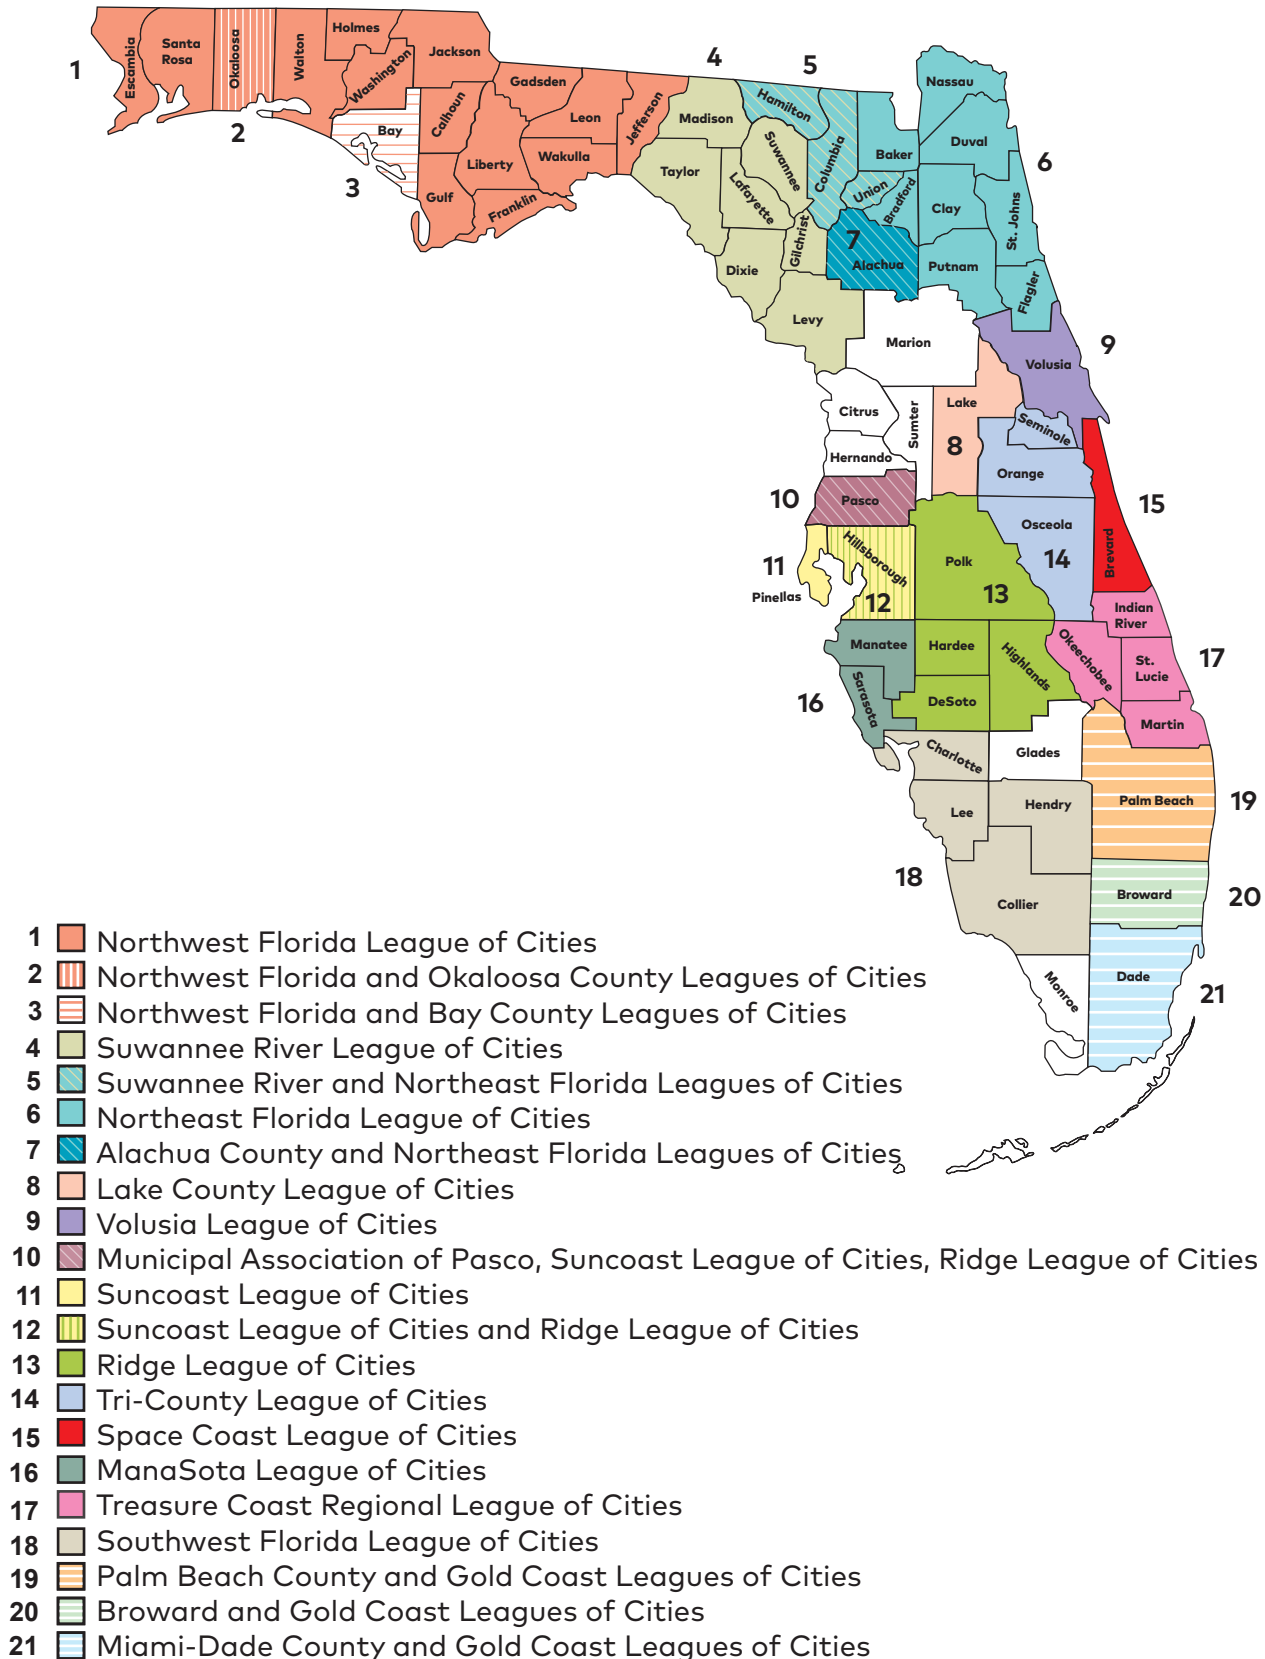 4
5
Holmes
Santa
Rosa
Escambia
Okaloosa
Walton
Washington
Jackson
1
2
Bay
3
Calhoun
Gadsden
Leon
Jefferson
Liberty
Wakulla
Gulf
Franklin
Madison
Taylor
Hamilton
Suwannee
Lafayette
Columbia
Gilchrist
Dixie
Levy
Nassau
Duval
Baker
Union
Bradford
Clay
St. Johns
6
7
Alachua
Putnam
Flagler
Marion
Volusia
9
Citrus
Sumter
Lake
8
Seminole
Hernando
Orange
10
Pasco
15
Osceola
14
Brevard
11
Pinellas
Hillsborough
12
Polk
13
Indian
River
Manatee
Hardee
Highlands
Okeechobee
St.
Lucie
17
16
Sarasota
DeSoto
Martin
Charlotte
Glades
Lee
Hendry
Palm Beach
19
18
Collier
Broward
20
Monroe
Dade
21
1 Northwest Florida League of Cities
2 Northwest Florida and Okaloosa County Leagues of Cities
3 Northwest Florida and Bay County Leagues of Cities
4 Suwannee River League of Cities
5 Suwannee River and Northeast Florida Leagues of Cities
6 Northeast Florida League of Cities
7 Alachua County and Northeast Florida Leagues of Cities
8 Lake County League of Cities
9 Volusia League of Cities
10 Municipal Association of Pasco, Suncoast League of Cities, Ridge League of Cities
11 Suncoast League of Cities
12 Suncoast League of Cities and Ridge League of Cities
13 Ridge League of Cities
14 Tri-County League of Cities
15 Space Coast League of Cities
16 ManaSota League of Cities
17 Treasure Coast Regional League of Cities
18 Southwest Florida League of Cities
19 Palm Beach County and Gold Coast Leagues of Cities
20 Broward and Gold Coast Leagues of Cities
21 Miami-Dade County and Gold Coast Leagues of Cities